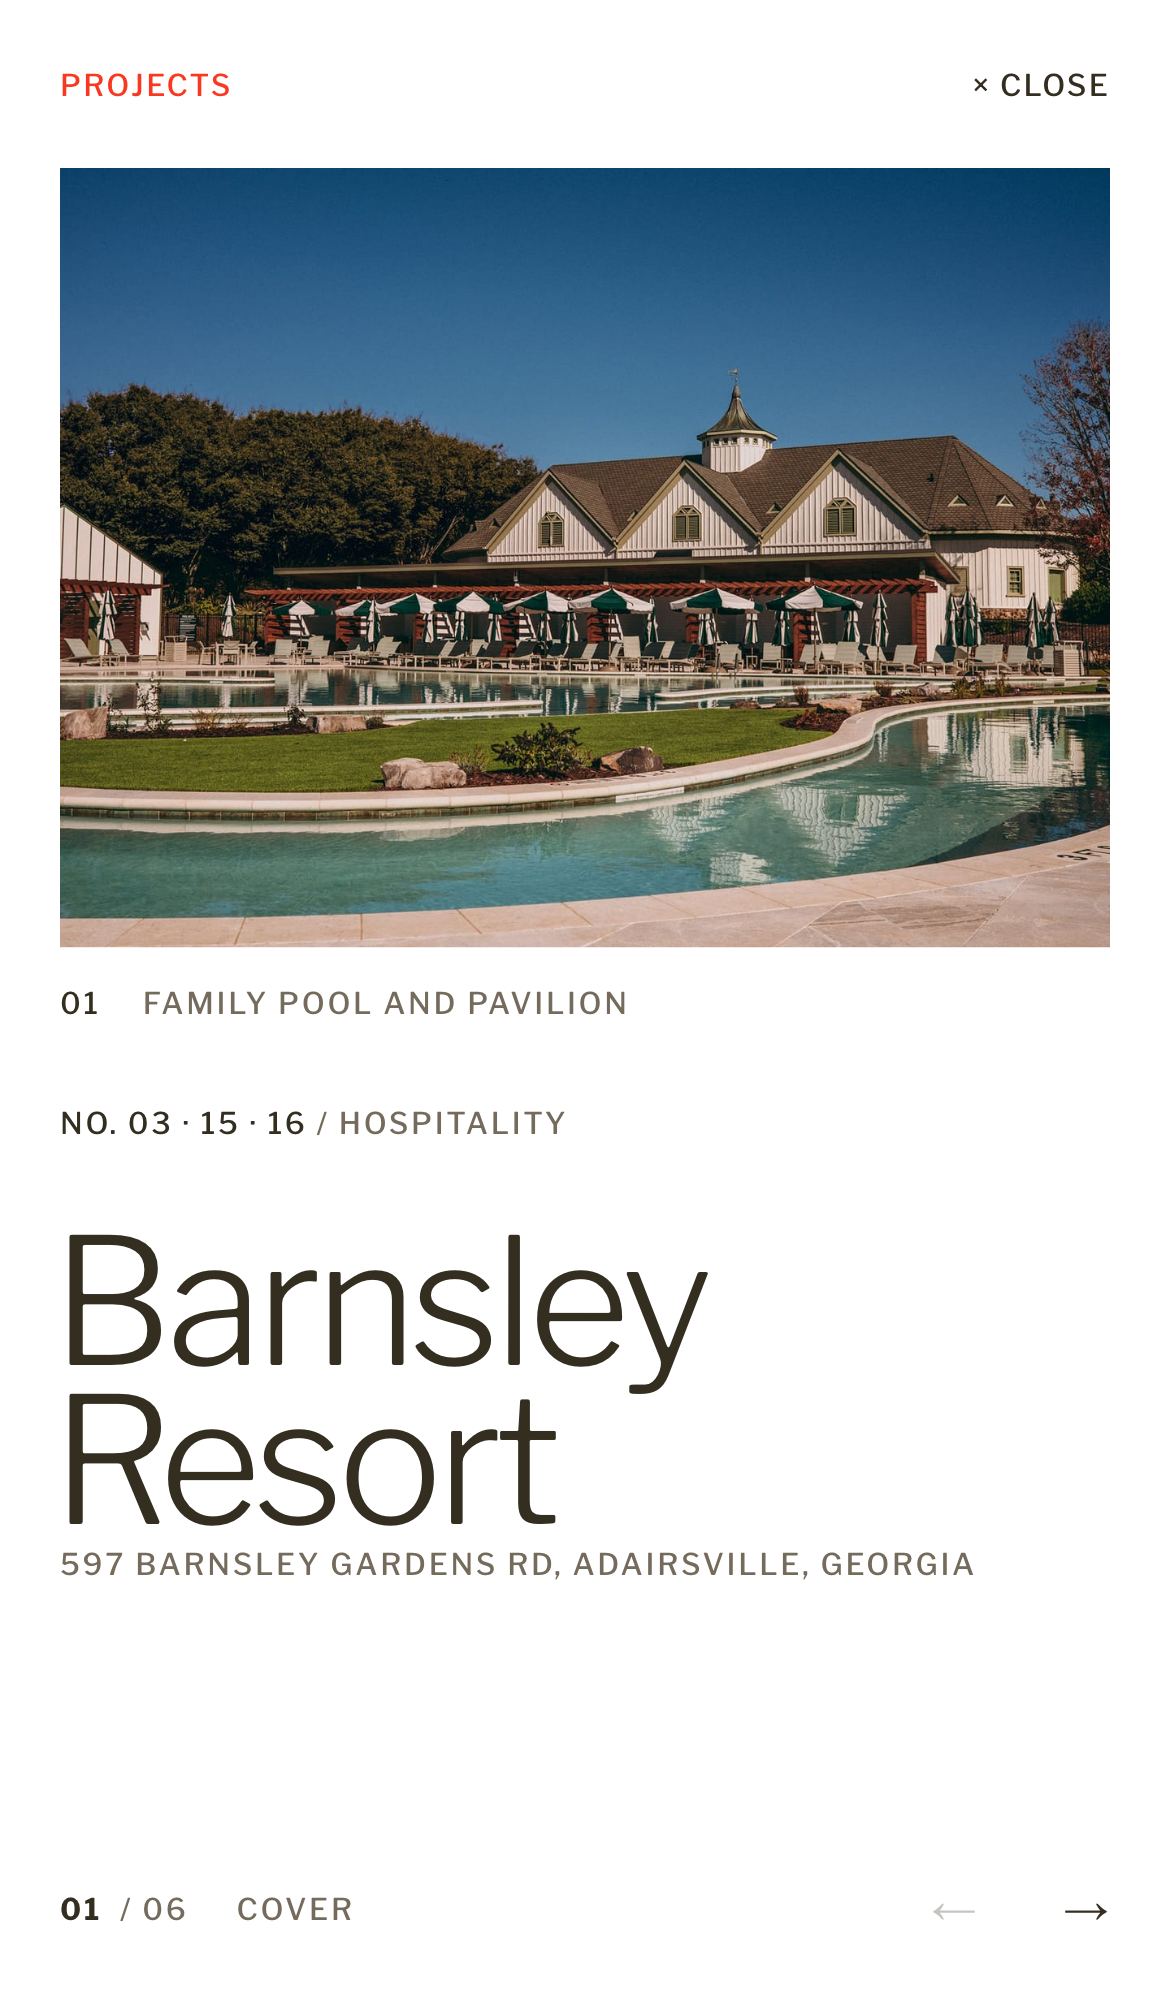 PROJECTS
× CLOSE
01 FAMILY POOL AND PAVILION
NO. 03 · 15 · 16 / HOSPITALITY
Barnsley
Resort
597 BARNSLEY GARDENS RD, ADAIRSVILLE, GEORGIA
01 / 06 COVER
← →